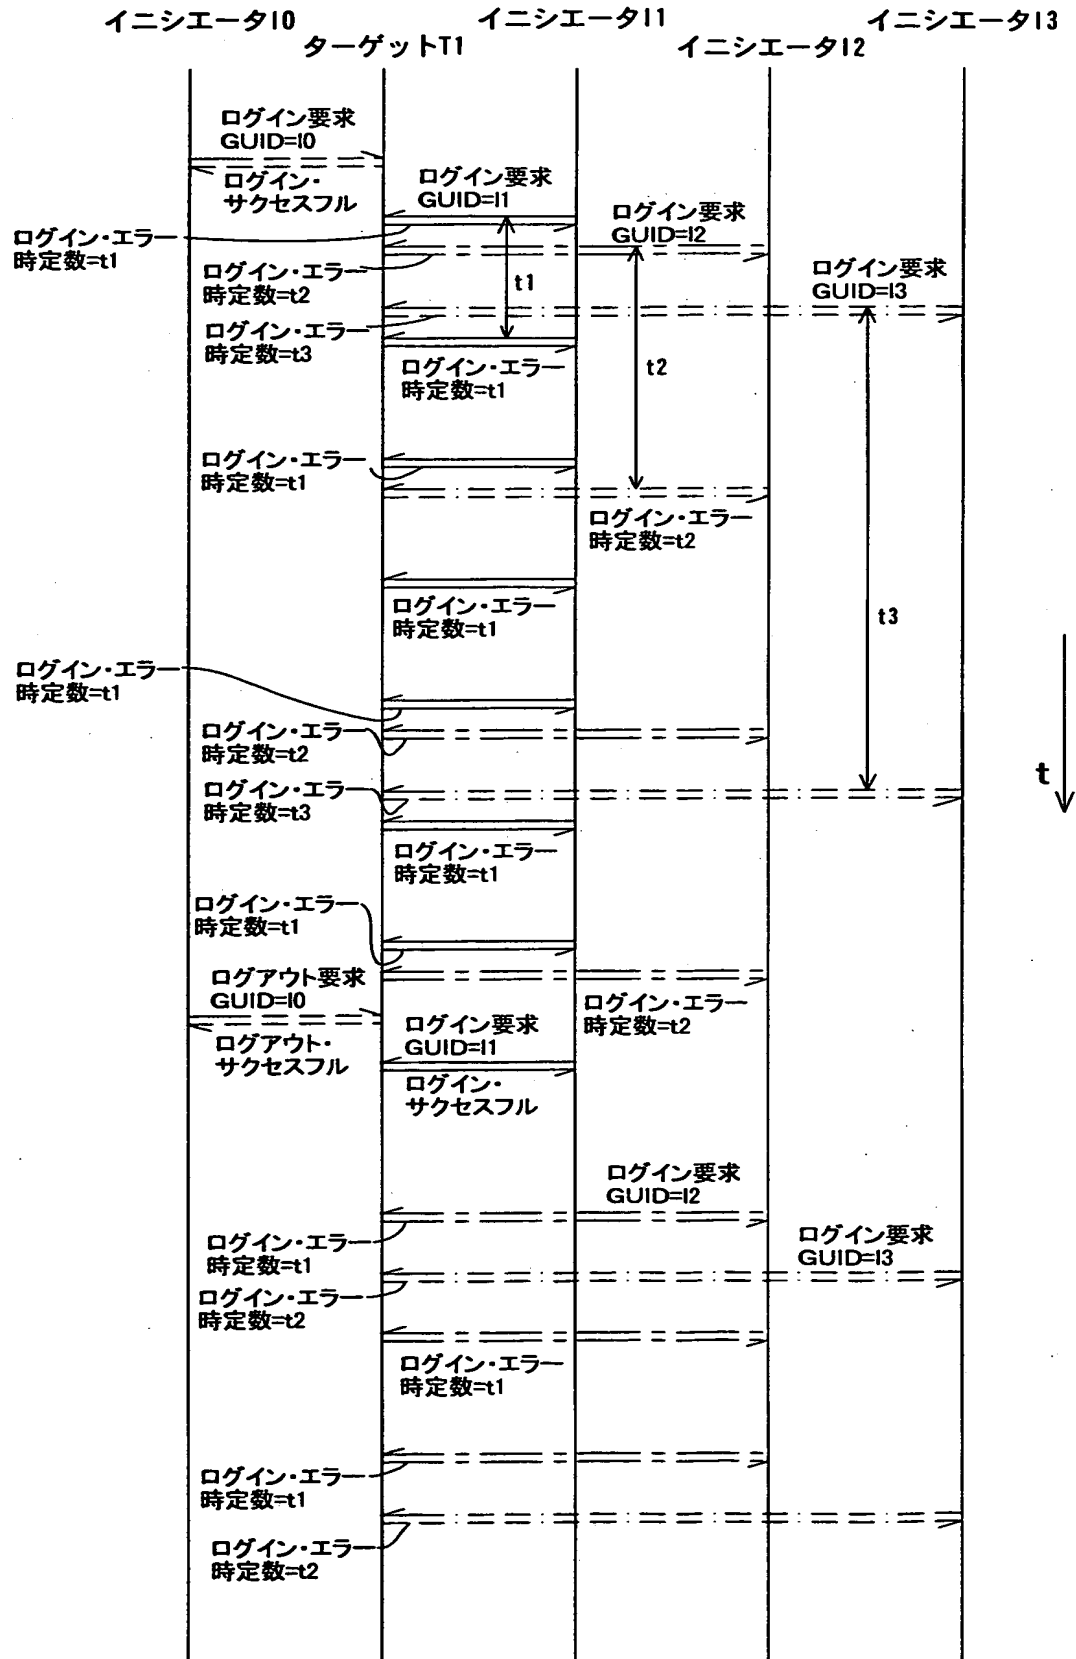 イニシエータI0
イニシエータI1
イニシエータI3
ターゲットT1
イニシエータI2
ログイン要求
GUID=I0
ログイン・
サクセスフル
ログイン要求
GUID=I1
ログイン要求
GUID=I2
ログイン・エラー
時定数=t1
ログイン・エラー
時定数=t2
t1
ログイン要求
GUID=I3
ログイン・エラー
時定数=t3
ログイン・エラー
時定数=t1
t2
ログイン・エラー
時定数=t1
ログイン・エラー
時定数=t2
ログイン・エラー
時定数=t1
t3
ログイン・エラー
時定数=t1
ログイン・エラー
時定数=t2
ログイン・エラー
時定数=t3
t
ログイン・エラー
時定数=t1
ログイン・エラー
時定数=t1
ログアウト要求
GUID=I0
ログイン・エラー
時定数=t2
ログアウト・
サクセスフル
ログイン要求
GUID=I1
ログイン・
サクセスフル
ログイン要求
GUID=I2
ログイン・エラー
時定数=t1
ログイン要求
GUID=I3
ログイン・エラー
時定数=t2
ログイン・エラー
時定数=t1
ログイン・エラー
時定数=t1
ログイン・エラー
時定数=t2